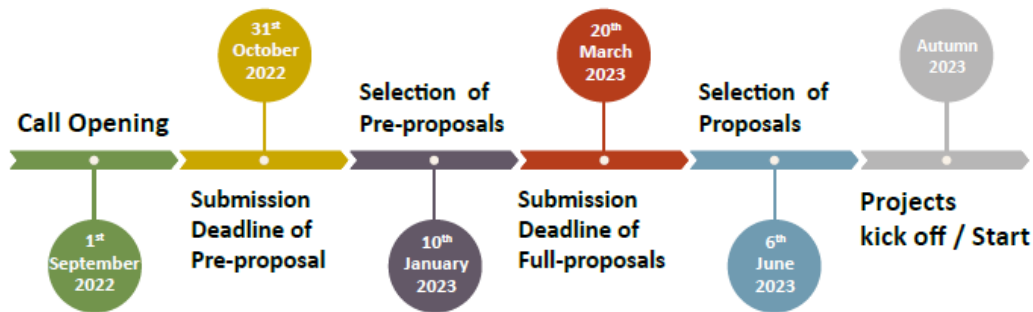 Call Opening
1st
September
2022
31st
October
2022
Submission
Deadline of
Pre-proposal
Selection of
Pre-proposals
10th
January
2023
20th
March
2023
Submission
Deadline of
Full-proposals
Selection of
Proposals
6th
June
2023
Autumn
2023
Projects
kick off / Start